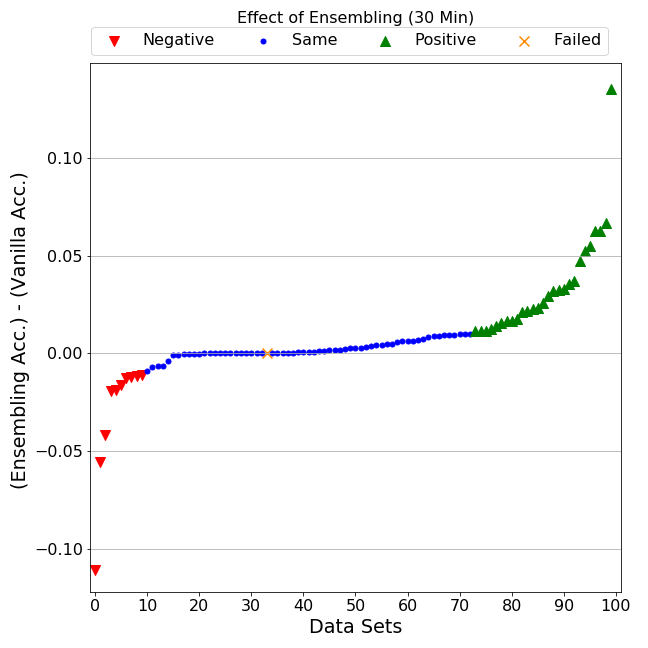 Effect of Ensembling (30 Min)
Negative Same Positive Failed
(Ensembling Acc.) - (Vanilla Acc.)
0.10
0.05
0.00
−0.05
−0.10
0 10 20 30 40 50 60 70 80 90 100
Data Sets